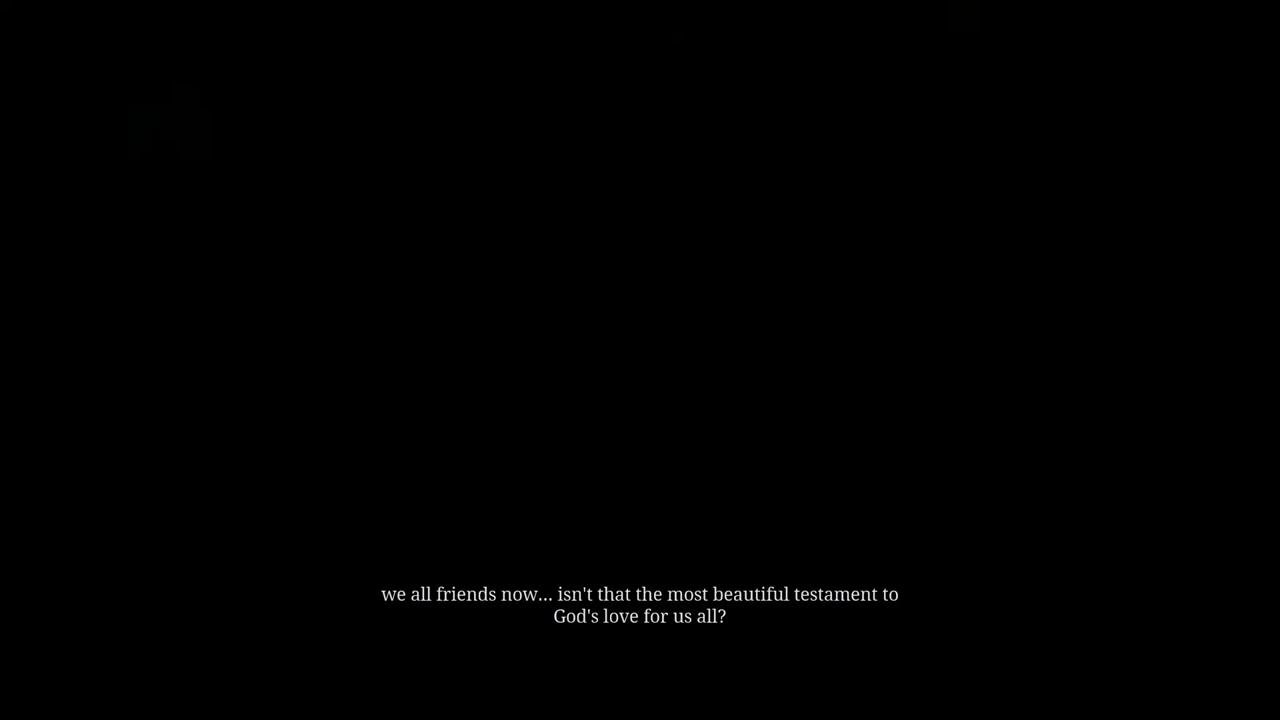 we all friends now... isn't that the most beautiful testament to
God's love for us all?